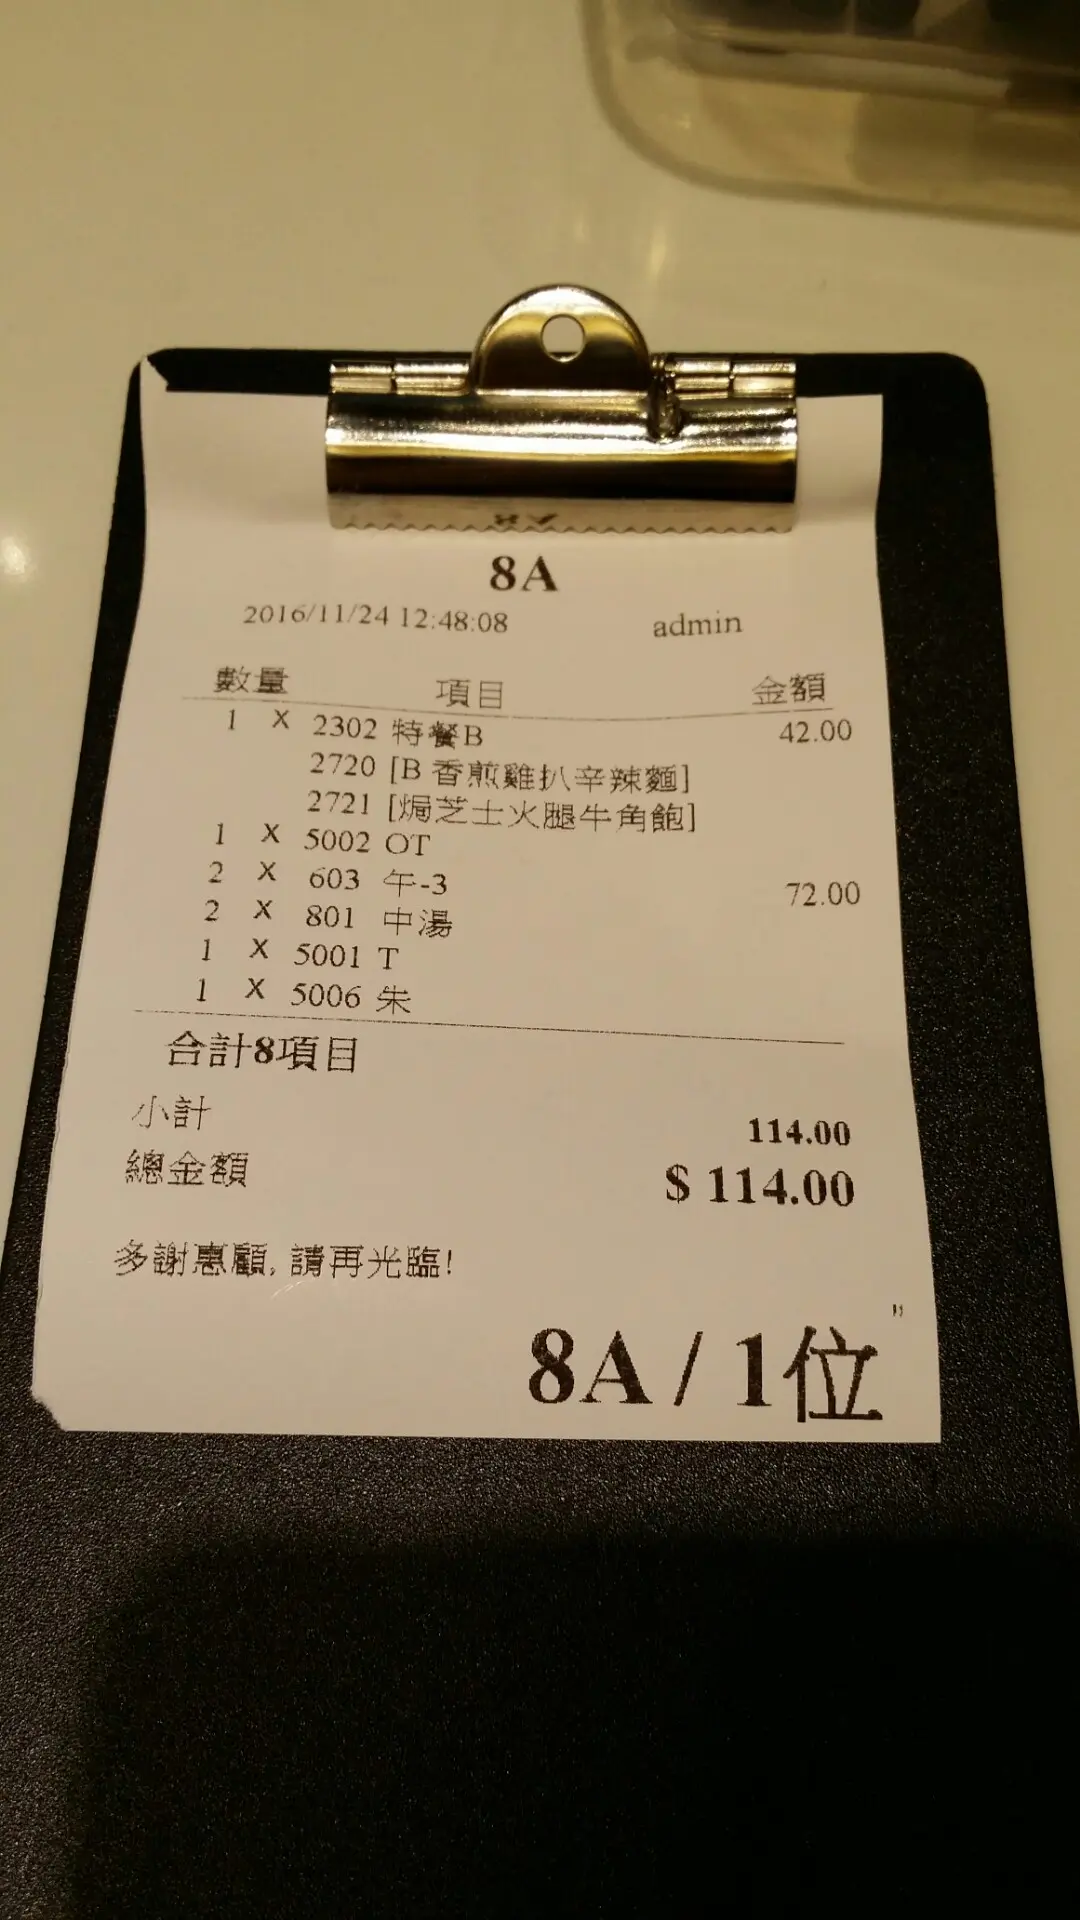 8A
2016/11/24 12:48:08 admin
數量 項目 金額
1 X 2302 特餐B 42.00
2720 [B 香煎雞扒辛辣麵]
2721 [焗芝士火腿牛角飽]
1 X 5002 OT
2 X 603 午-3 72.00
2 X 801 中湯
1 X 5001 T
1 X 5006 朱
合計8項目
小計 114.00
總金額 $ 114.00
多謝惠顧, 請再光臨!
"
8A / 1位